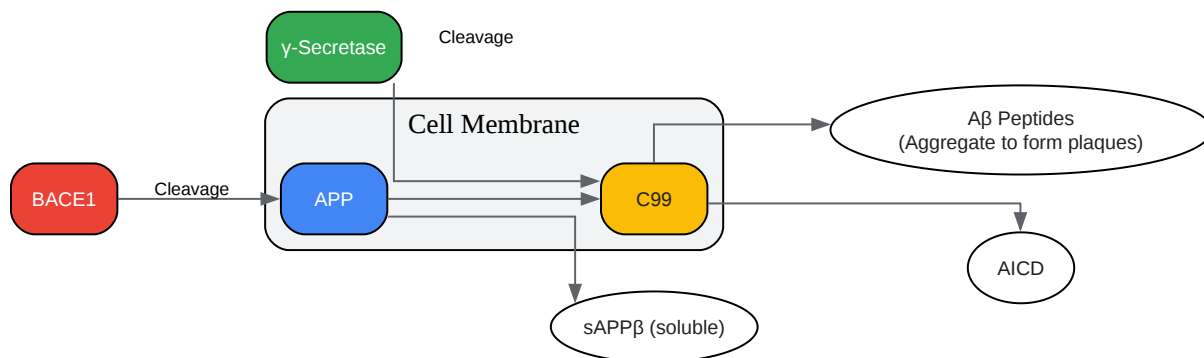 γ-Secretase
Cleavage
Cell Membrane
Aβ Peptides
(Aggregate to form plaques)
BACE1
Cleavage
APP
C99
AICD
sAPPβ (soluble)